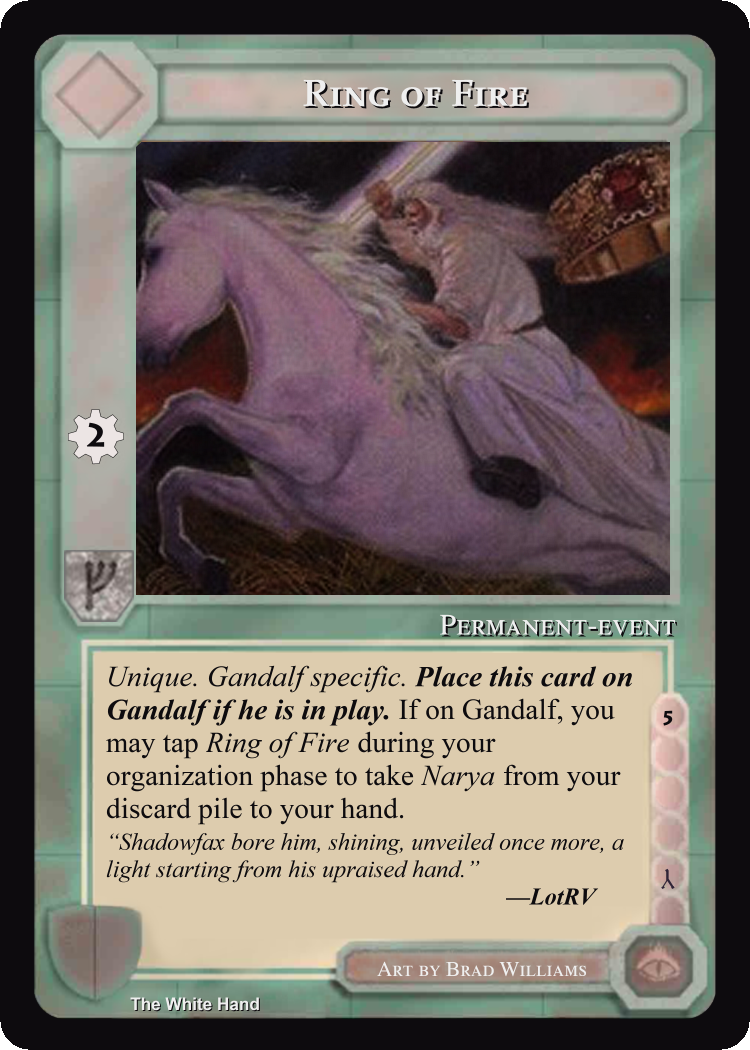 Ring of Fire
2
Permanent-event
Unique. Gandalf specific. Place this card on
Gandalf if he is in play. If on Gandalf, you
may tap Ring of Fire during your
organization phase to take Narya from your
discard pile to your hand.
“Shadowfax bore him, shining, unveiled once more, a
light starting from his upraised hand.”
—LotRV
5
Art by Brad Williams
The White Hand